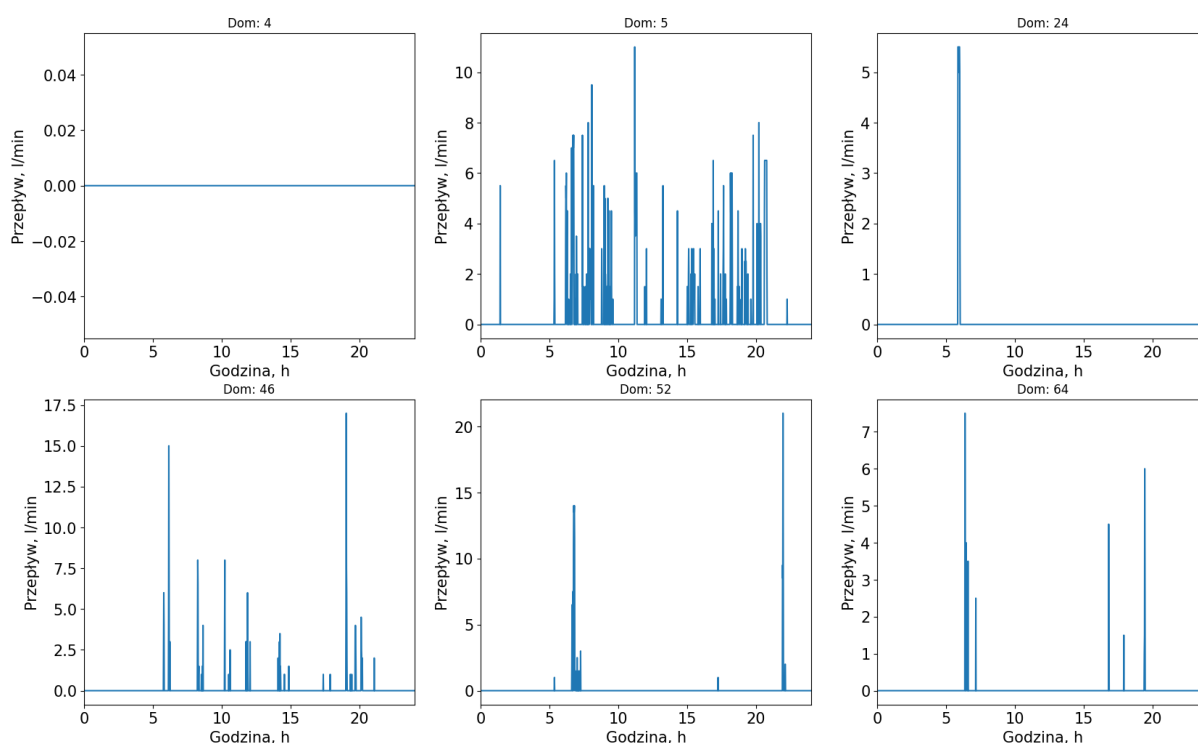 Dom: 4
Przepływ, l/min
0.04
0.02
0.00
−0.02
−0.04
0 5 10 15 20
Godzina, h
Dom: 5
Przepływ, l/min
10
8
6
4
2
0
0 5 10 15 20
Godzina, h
Dom: 24
Przepływ, l/min
5
4
3
2
1
0
0 5 10 15 20
Godzina, h
Dom: 46
Przepływ, l/min
17.5
15.0
12.5
10.0
7.5
5.0
2.5
0.0
0 5 10 15 20
Godzina, h
Dom: 52
Przepływ, l/min
20
15
10
5
0
0 5 10 15 20
Godzina, h
Dom: 64
Przepływ, l/min
7
6
5
4
3
2
1
0
0 5 10 15 20
Godzina, h